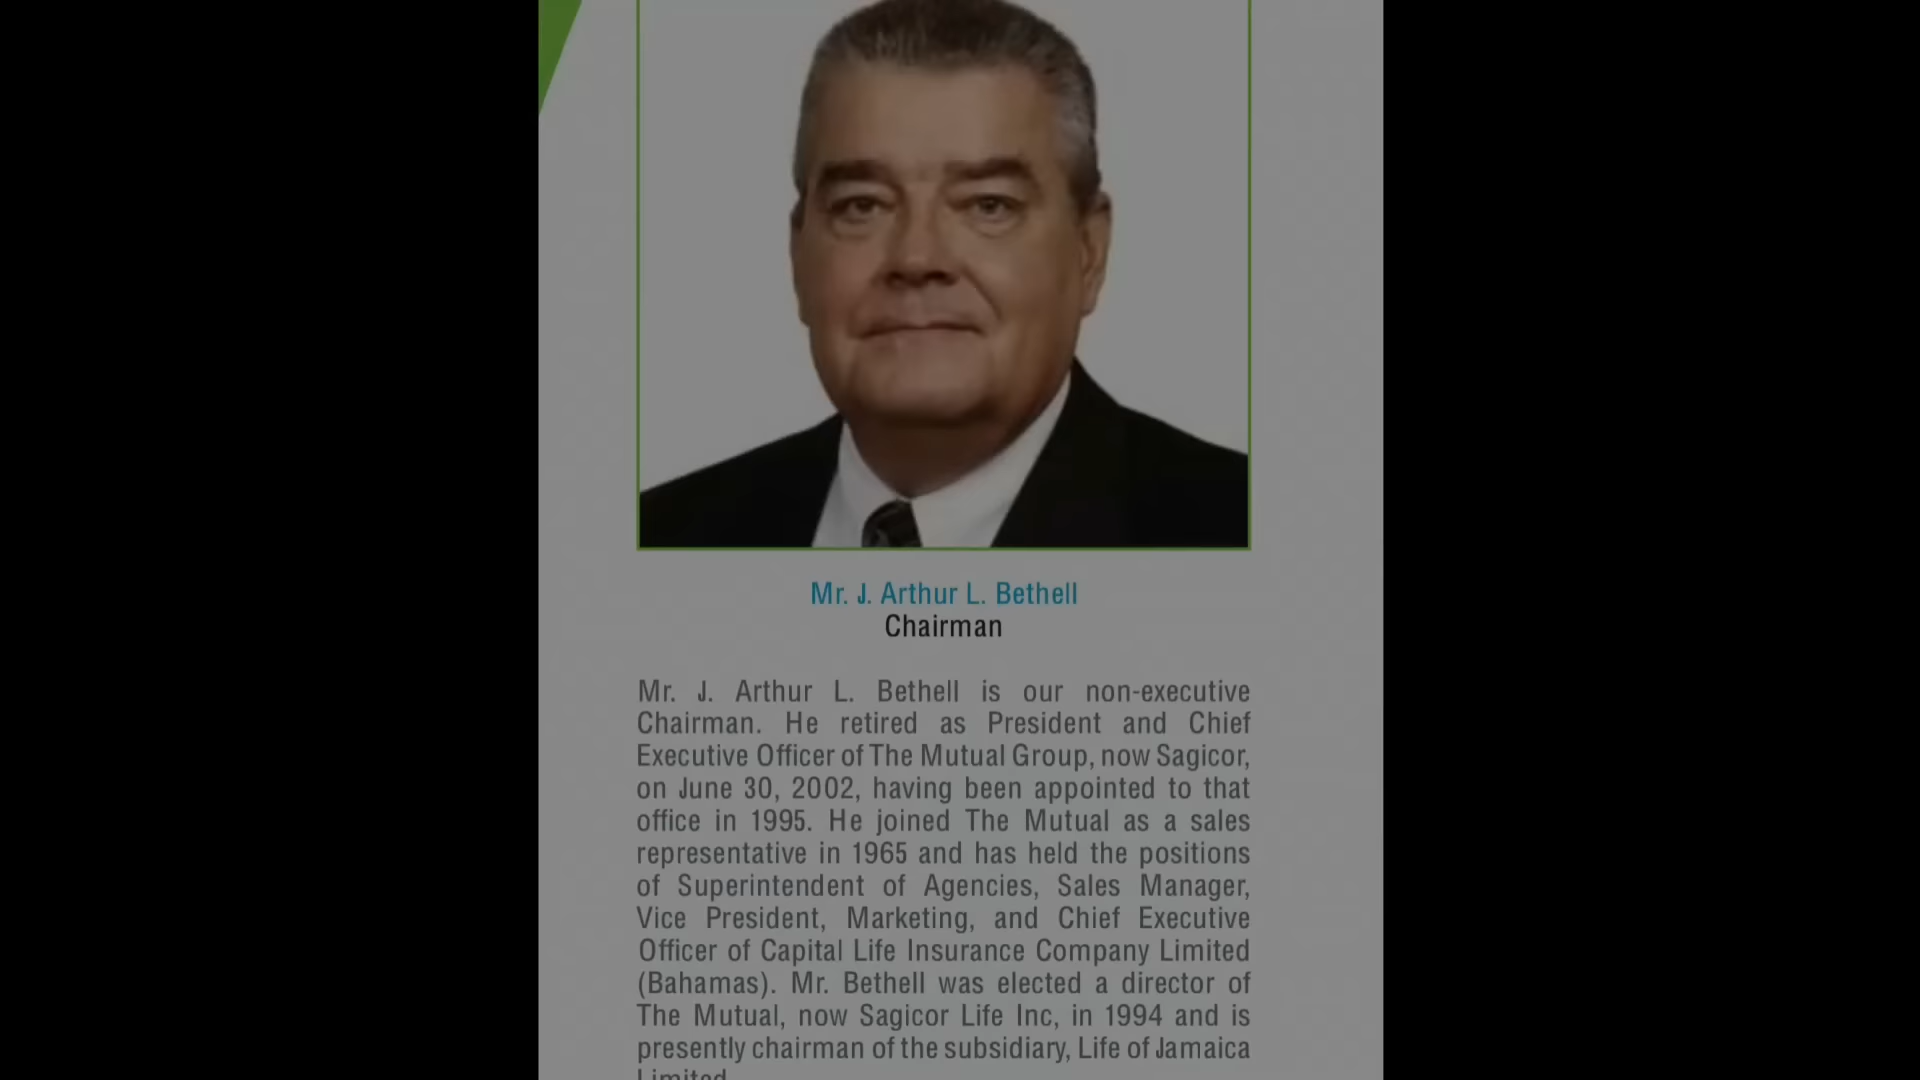 Mr. J. Arthur L. Bethell
Chairman
Mr. J. Arthur L. Bethell is our non-executive
Chairman. He retired as President and Chief
Executive Officer of The Mutual Group, now Sagicor,
on June 30, 2002, having been appointed to that
office in 1995. He joined The Mutual as a sales
representative in 1965 and has held the positions
of Superintendent of Agencies, Sales Manager,
Vice President, Marketing, and Chief Executive
Officer of Capital Life Insurance Company Limited
(Bahamas). Mr. Bethell was elected a director of
The Mutual, now Sagicor Life Inc, in 1994 and is
presently chairman of the subsidiary, Life of Jamaica
Limited.